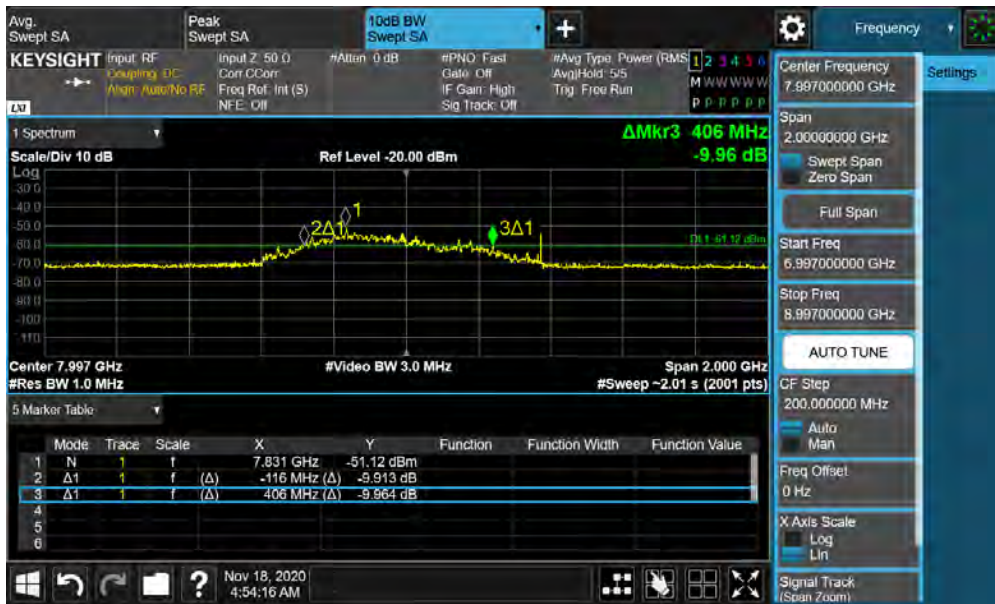 Avg.
Swept SA
Peak
Swept SA
10dB BW
Swept SA
Frequency
KEYSIGHT
Input: RF
Coupling: DC
Align: Auto/No RF
Input Z: 50 Ω
Corr CCorr
Freq Ref: Int (S)
NFE: Off
#Atten: 0 dB
#PNO: Fast
Gate: Off
IF Gain: High
Sig Track: Off
#Avg Type: Power (RMS
Avg|Hold: 5/5
Trig: Free Run
1 2 3 4 5 6
M W W W W W
P P P P P P
LXI
1 Spectrum
ΔMkr3 406 MHz
-9.96 dB
Scale/Div 10 dB
Ref Level -20.00 dBm
Log
-30.0
-40.0
-50.0
-60.0
-70.0
-80.0
-90.0
-100
-110
1
2Δ1
3Δ1
DL1 -61.12 dBm
Center 7.997 GHz
#Video BW 3.0 MHz
Span 2.000 GHz
#Res BW 1.0 MHz
#Sweep ~2.01 s (2001 pts)
5 Marker Table
Mode Trace Scale X Y Function Function Width Function Value
1 N 1 f 7.831 GHz -51.12 dBm
2 Δ1 1 f (Δ) -116 MHz (Δ) -9.913 dB
3 Δ1 1 f (Δ) 406 MHz (Δ) -9.964 dB
4
5
6
Nov 18, 2020
4:54:16 AM
Center Frequency
7.997000000 GHz
Settings
Span
2.00000000 GHz
Swept Span
Zero Span
Full Span
Start Freq
6.997000000 GHz
Stop Freq
8.997000000 GHz
AUTO TUNE
CF Step
200.000000 MHz
Auto
Man
Freq Offset
0 Hz
X Axis Scale
Log
Lin
Signal Track
(Span Zoom)